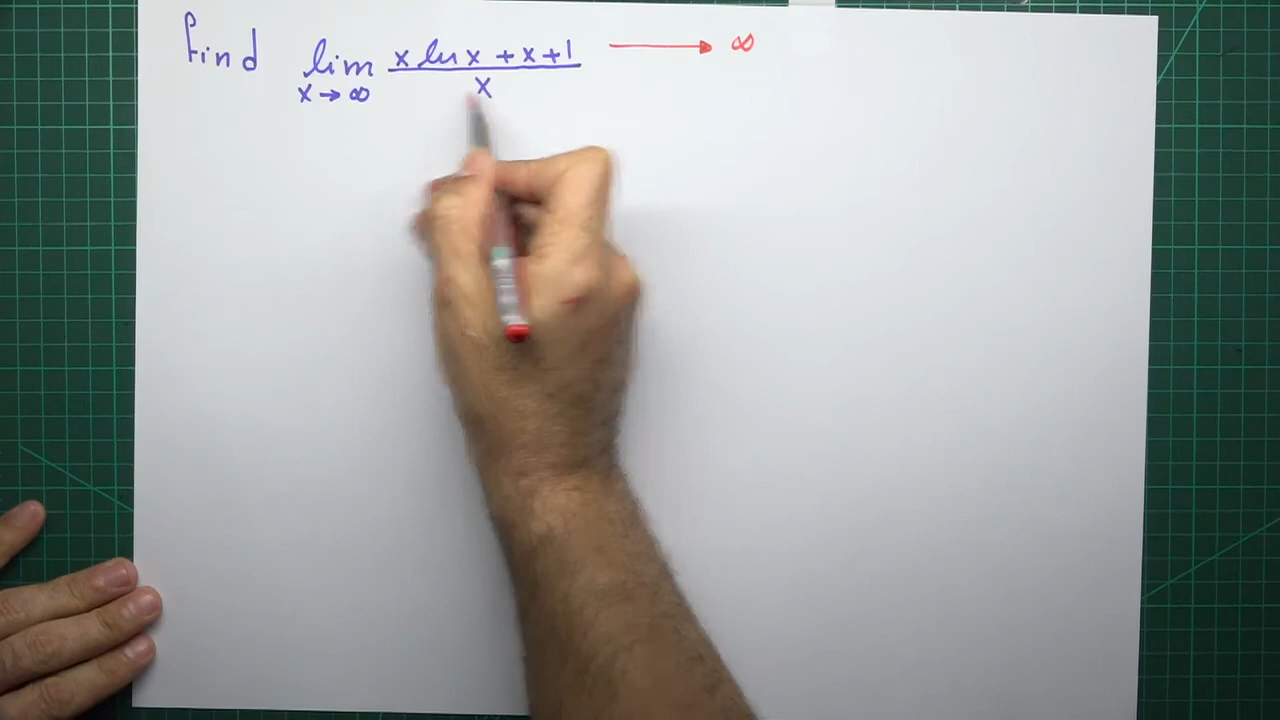 find lim x→∞ x ln x + x + 1 / x ⟶ ∞